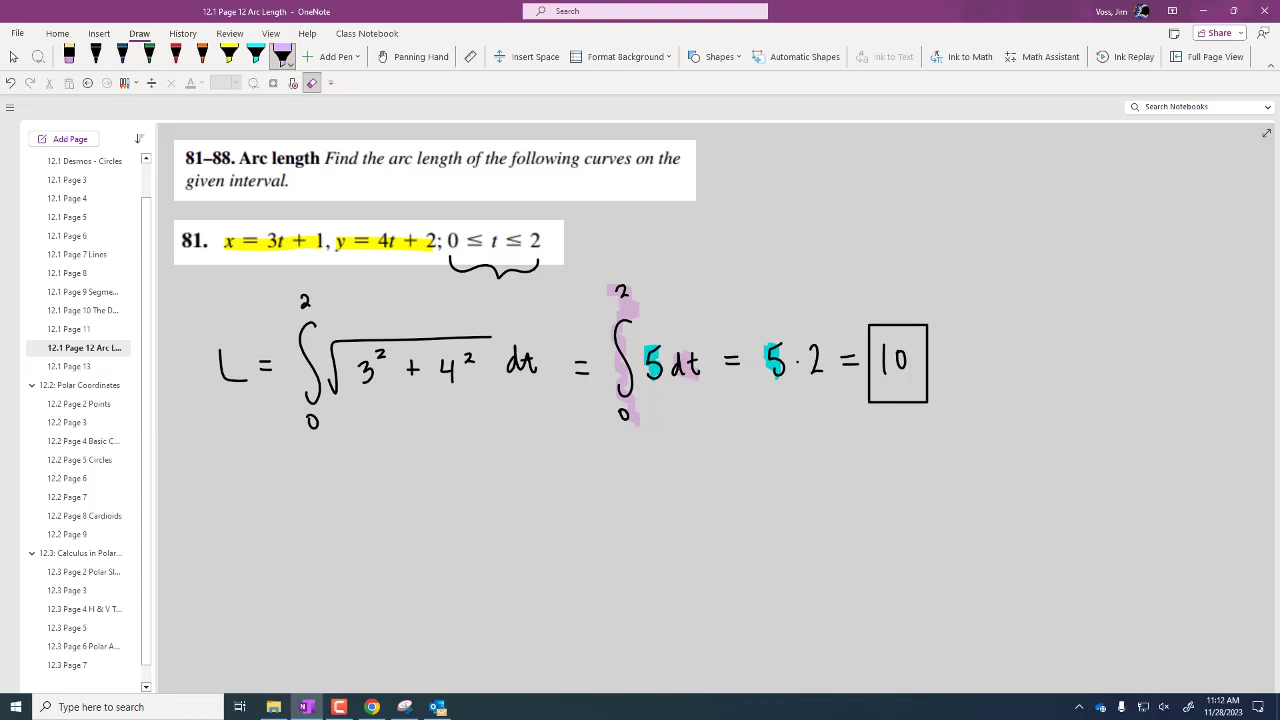 12.1 Page 12 Arc Length - OneNote
Search
Voss, Jim
File Home Insert Draw History Review View Help Class Notebook
Share
Add Pen Panning Hand Insert Space Format Background Shapes Automatic Shapes Ink to Shape Ink to Text Ink to Math Math Assistant Ink Replay Full Page View
Search Notebooks
Add Page
12.1 Desmos - Circles
12.1 Page 3
12.1 Page 4
12.1 Page 5
12.1 Page 6
12.1 Page 7 Lines
12.1 Page 8
12.1 Page 9 Segme...
12.1 Page 10 The D...
12.1 Page 11
12.1 Page 12 Arc L...
12.1 Page 13
12.2: Polar Coordinates
12.2 Page 2 Points
12.2 Page 3
12.2 Page 4 Basic C...
12.2 Page 5 Circles
12.2 Page 6
12.2 Page 7
12.2 Page 8 Cardioids
12.2 Page 9
12.3: Calculus in Polar...
12.3 Page 2 Polar Sl...
12.3 Page 3
12.3 Page 4 H & V T...
12.3 Page 5
12.3 Page 6 Polar A...
12.3 Page 7
81–88. Arc length Find the arc length of the following curves on the
given interval.
81. x = 3t + 1, y = 4t + 2; 0 ≤ t ≤ 2
L = ∫₀² √(3² + 4²) dt = ∫₀² 5 dt = 5 · 2 = 10
Type here to search
11:12 AM
11/28/2023